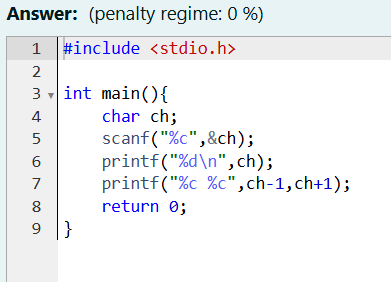 Answer: (penalty regime: 0 %)
1 #include <stdio.h>
2
3 int main(){
4     char ch;
5     scanf("%c",&ch);
6     printf("%d\n",ch);
7     printf("%c %c",ch-1,ch+1);
8     return 0;
9 }